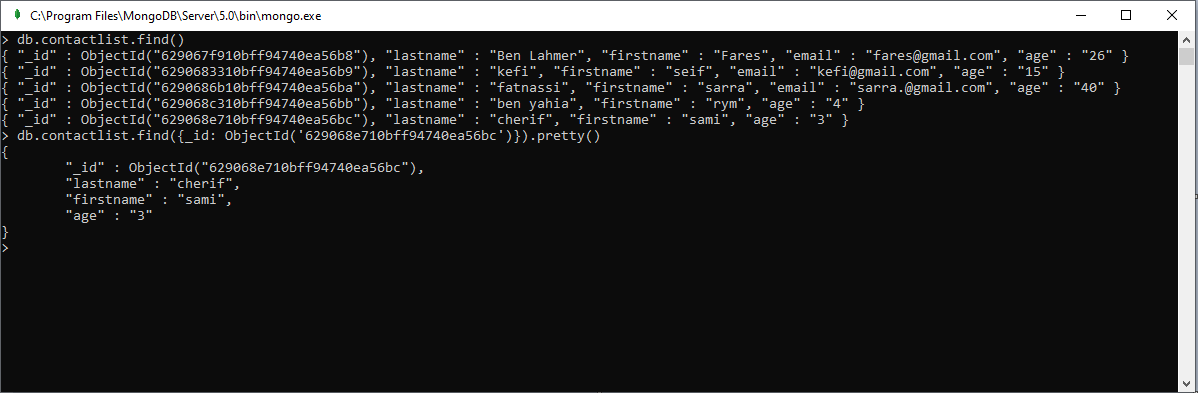 C:\Program Files\MongoDB\Server\5.0\bin\mongo.exe
> db.contactlist.find()
{ "_id" : ObjectId("629067f910bff94740ea56b8"), "lastname" : "Ben Lahmer", "firstname" : "Fares", "email" : "fares@gmail.com", "age" : "26" }
{ "_id" : ObjectId("6290683310bff94740ea56b9"), "lastname" : "kefi", "firstname" : "seif", "email" : "kefi@gmail.com", "age" : "15" }
{ "_id" : ObjectId("6290686b10bff94740ea56ba"), "lastname" : "fatnassi", "firstname" : "sarra", "email" : "sarra.@gmail.com", "age" : "40" }
{ "_id" : ObjectId("629068c310bff94740ea56bb"), "lastname" : "ben yahia", "firstname" : "rym", "age" : "4" }
{ "_id" : ObjectId("629068e710bff94740ea56bc"), "lastname" : "cherif", "firstname" : "sami", "age" : "3" }
> db.contactlist.find({_id: ObjectId('629068e710bff94740ea56bc')}).pretty()
{
        "_id" : ObjectId("629068e710bff94740ea56bc"),
        "lastname" : "cherif",
        "firstname" : "sami",
        "age" : "3"
}
>